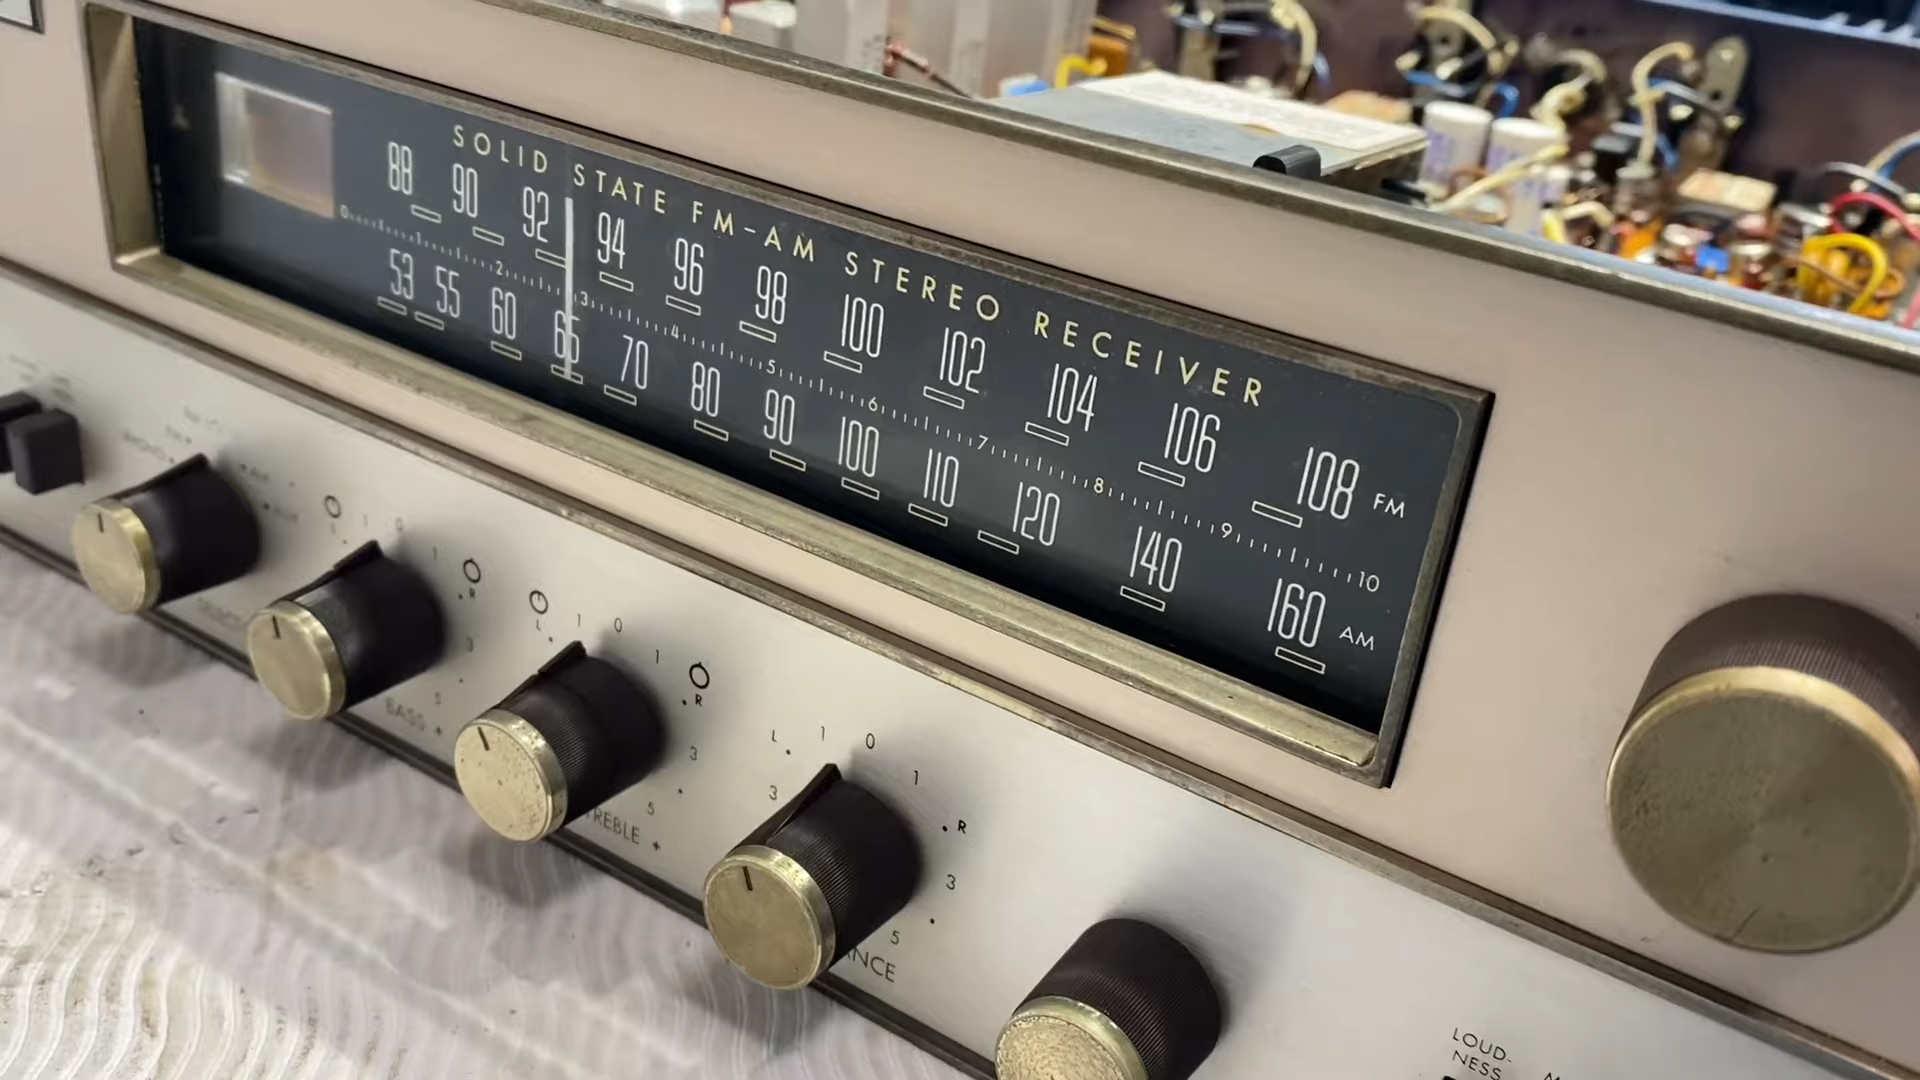 SOLID STATE FM-AM STEREO RECEIVER
88 90 92 94 96 98 100 102 104 106 108 FM
0 1 2 3 4 5 6 7 8 9 10
53 55 60 65 70 80 90 100 110 120 140 160 AM
L 1 0 1 R 3 5
BASS +
L 1 0 1 R 3 5
TREBLE +
3 L 1 0 1 R 3 5
ANCE
LOUD-
NESS